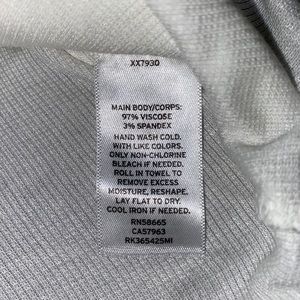 XX7930
MAIN BODY/CORPS:
97% VISCOSE
3% SPANDEX
HAND WASH COLD.
WITH LIKE COLORS.
ONLY NON-CHLORINE
BLEACH IF NEEDED.
ROLL IN TOWEL TO
REMOVE EXCESS
MOISTURE, RESHAPE.
LAY FLAT TO DRY.
COOL IRON IF NEEDED.
RN58665
CA57963
RK365425MI